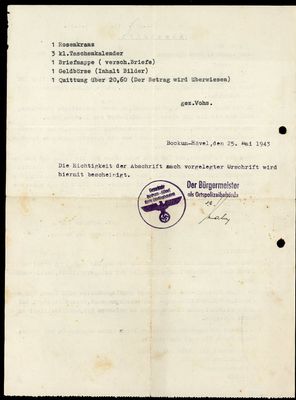 1 Rosenkranz
3 kl.Taschenkalender
1 Briefmappe ( versch.Briefe)
1 Geldbörse (Inhalt Bilder)
1 Quittung über 20,60 (Der Betrag wird überwiesen)
gez.Vohs.
Bockum-Hövel,den 25. Mai 1943
Die Richtigkeit der Abschrift nach vorgelegter Urschrift wird
hiermit bescheinigt.
Der Bürgermeister
als Ortspolizeibehörde